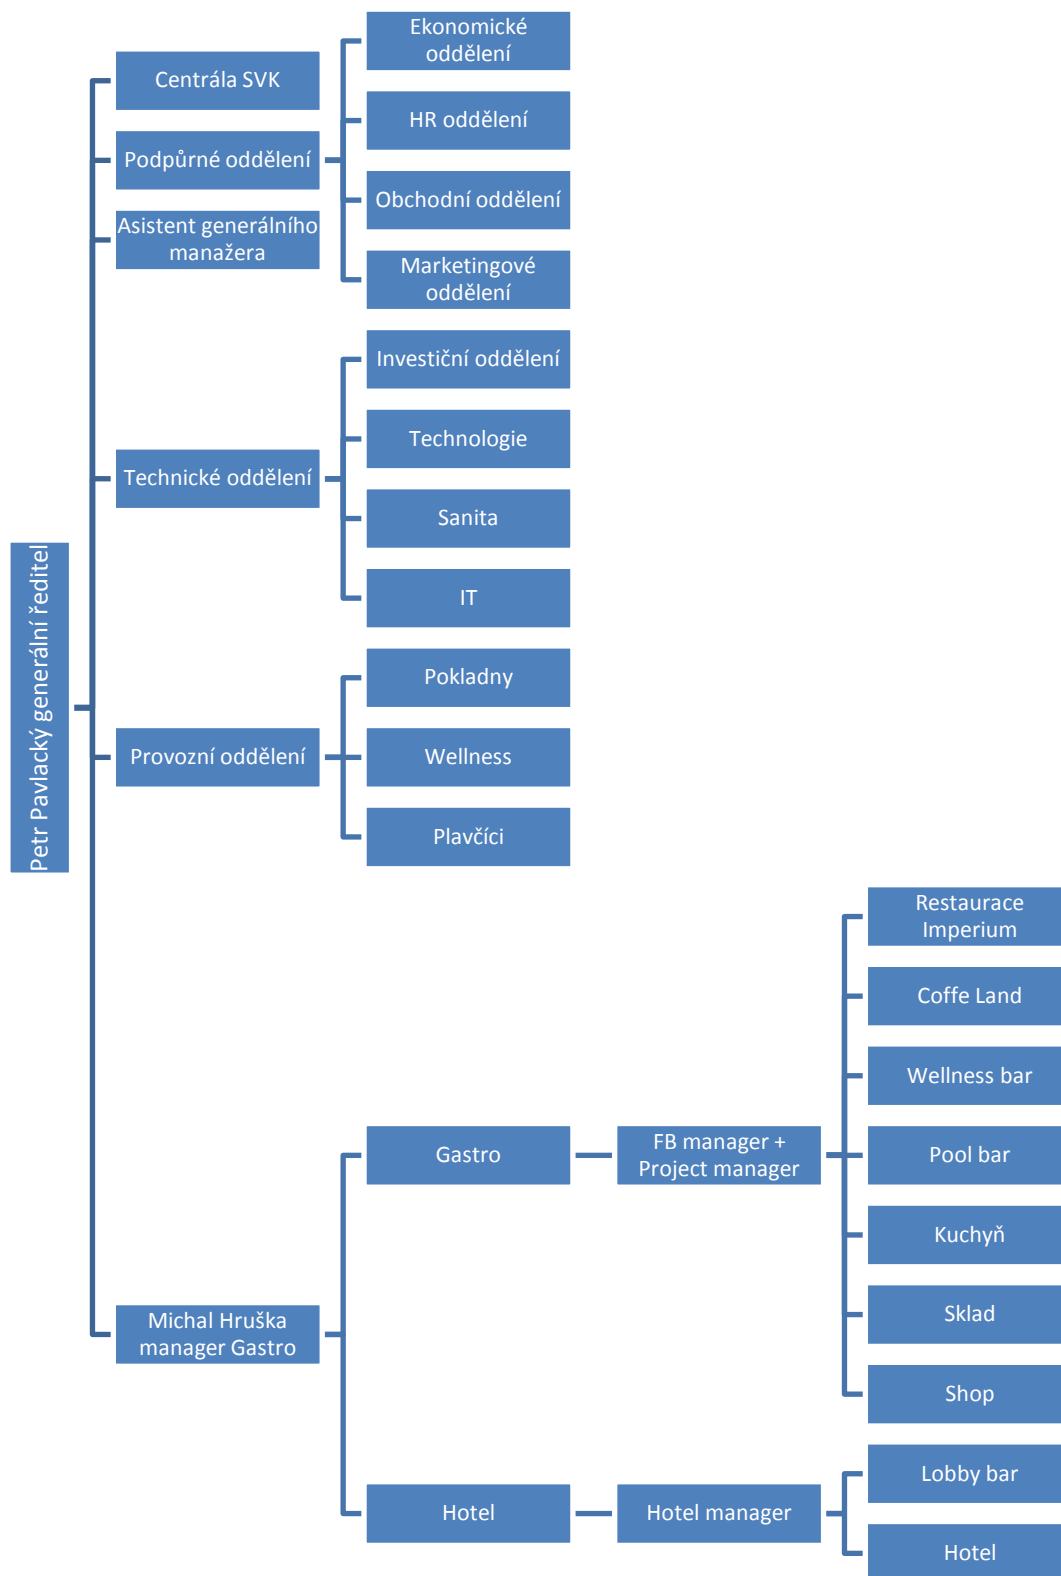 Petr Pavlacký generální ředitel
Centrála SVK
Podpůrné oddělení
Ekonomické
oddělení
HR oddělení
Obchodní oddělení
Marketingové
oddělení
Asistent generálního
manažera
Technické oddělení
Investiční oddělení
Technologie
Sanita
IT
Provozní oddělení
Pokladny
Wellness
Plavčíci
Michal Hruška
manager Gastro
Gastro
FB manager +
Project manager
Restaurace
Imperium
Coffe Land
Wellness bar
Pool bar
Kuchyň
Sklad
Shop
Hotel
Hotel manager
Lobby bar
Hotel